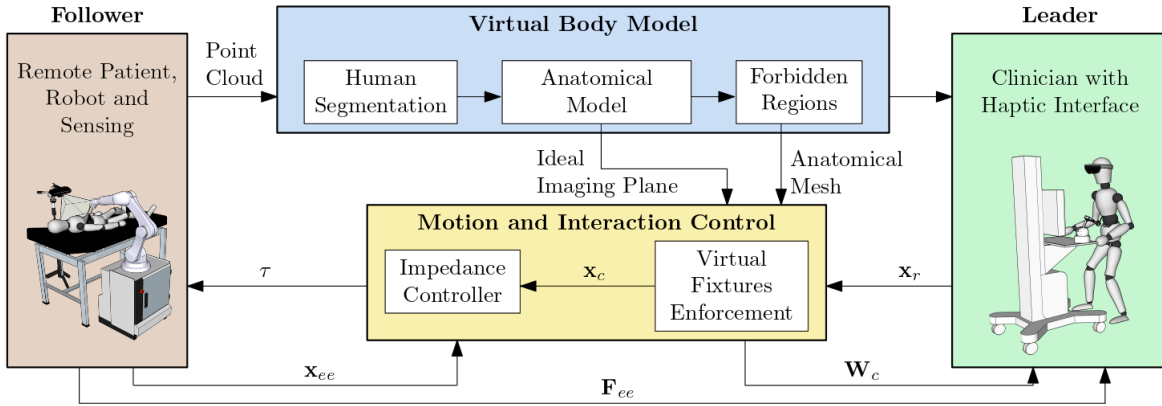 Follower
Virtual Body Model
Leader
Remote Patient,
Robot and
Sensing
Point
Cloud
Human
Segmentation
Anatomical
Model
Forbidden
Regions
Clinician with
Haptic Interface
Ideal
Imaging Plane
Anatomical
Mesh
Motion and Interaction Control
Impedance
Controller
x_c
Virtual
Fixtures
Enforcement
τ
x_r
x_ee
W_c
F_ee